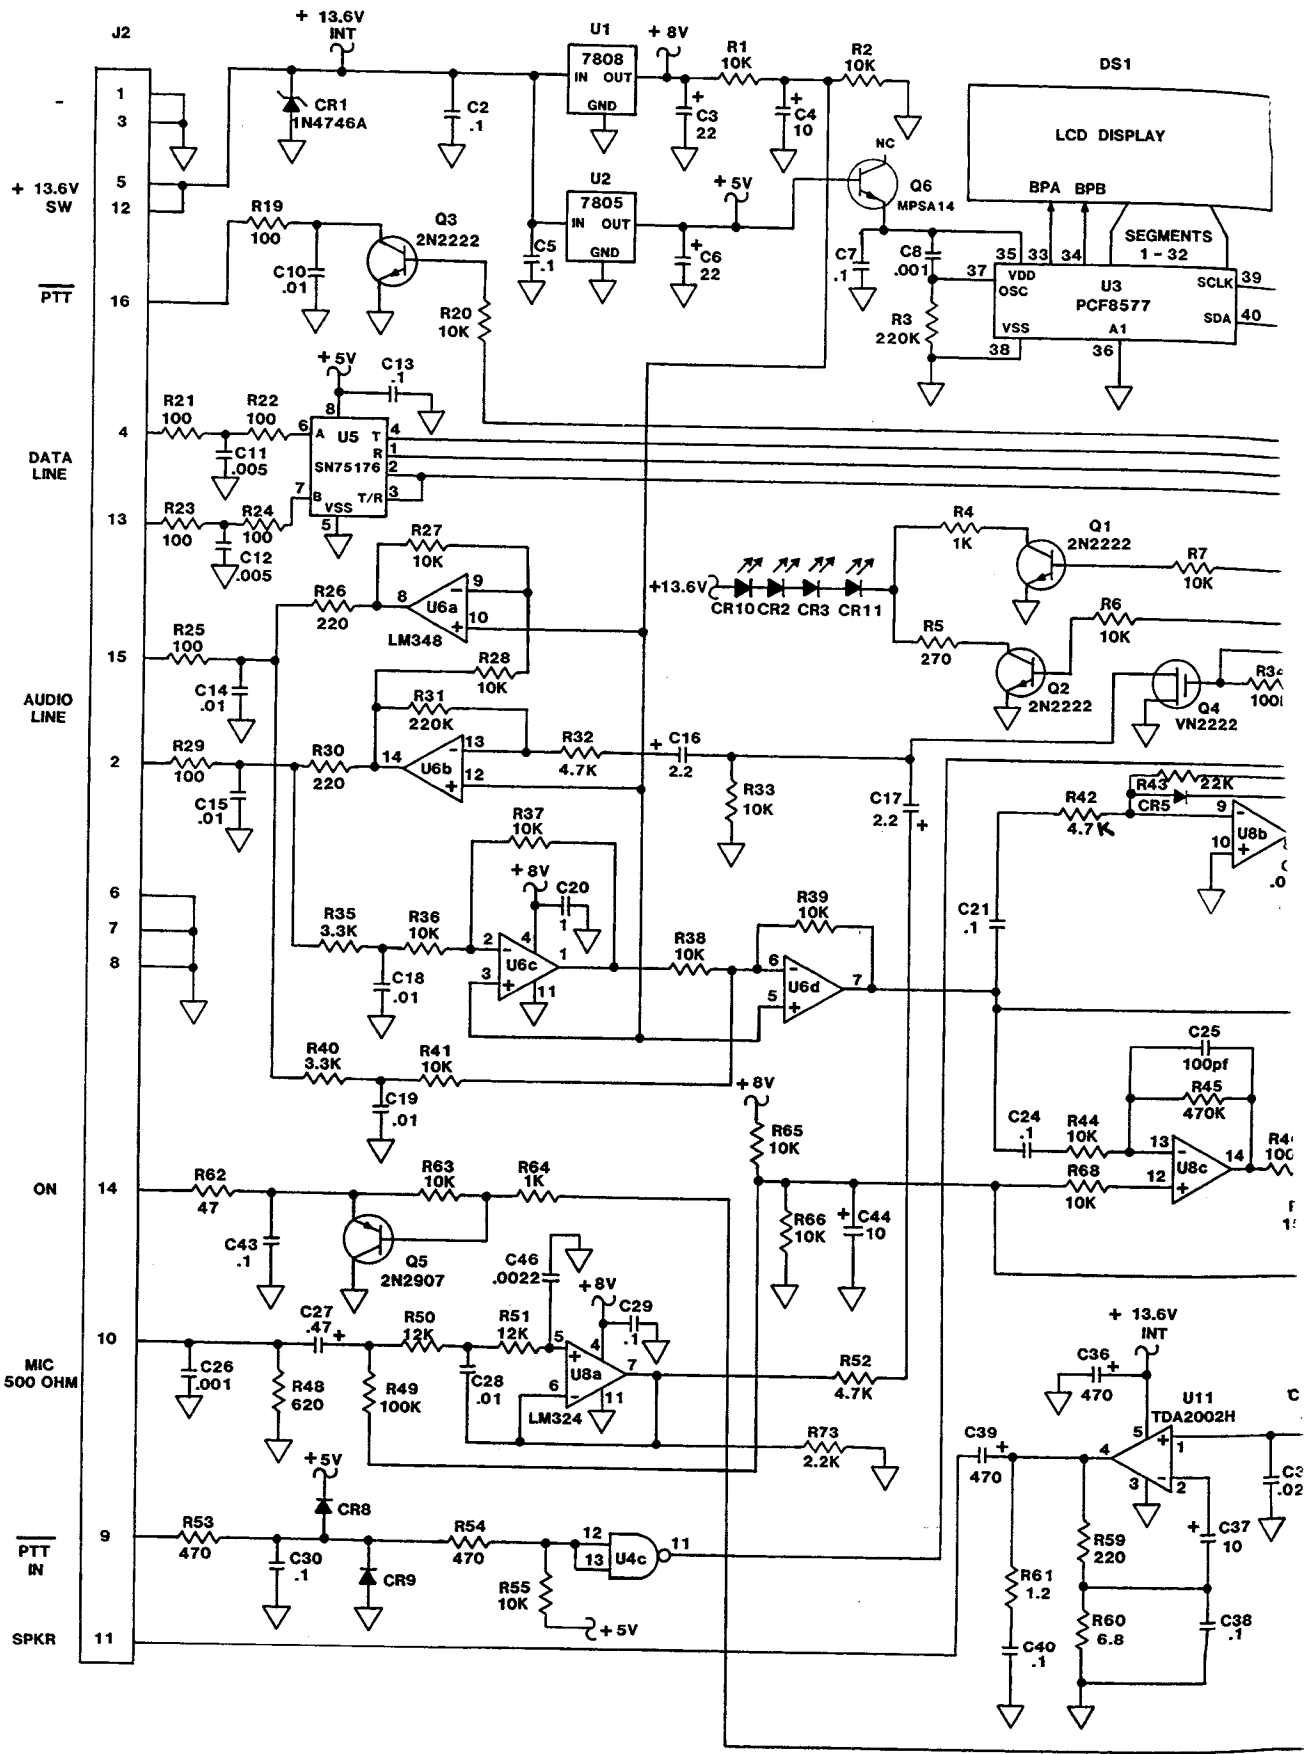 J2
+ 13.6V
INT
U1
7808
IN OUT
GND
+ 8V
R1
10K
R2
10K
DS1
LCD DISPLAY
BPA BPB
SEGMENTS
1 - 32
-
1
3
CR1
1N4746A
C2
.1
C3
22
C4
10
NC
Q6
MPSA14
+ 13.6V
SW
5
12
U2
7805
IN OUT
GND
+ 5V
C5
.1
C6
22
C7
.1
C8
.001
37
35
33
34
VDD
OSC
U3
PCF8577
SCLK
39
SDA
40
VSS
A1
38
36
R3
220K
R19
100
C10
.01
Q3
2N2222
R20
10K
PTT
16
+ 5V
C13
.1
8
R21
100
R22
100
4
C11
.005
6
A
U5
T
4
R
1
SN75176
2
T/R
3
7
B
VSS
5
DATA
LINE
13
R23
100
R24
100
C12
.005
R27
10K
R26
220
8
U6a
9
-
10
+
LM348
R4
1K
Q1
2N2222
R7
10K
+13.6V
CR10 CR2 CR3 CR11
R5
270
R6
10K
Q2
2N2222
Q4
VN2222
R25
100
15
C14
.01
R28
10K
AUDIO
LINE
R31
220K
R29
100
2
C15
.01
R30
220
14
U6b
13
-
12
+
R32
4.7K
+
C16
2.2
R33
10K
C17
2.2
+
R43
22K
CR5
R42
4.7K
9
-
10
+
U8b
R37
10K
+ 8V
C20
.1
6
7
8
R35
3.3K
R36
10K
C18
.01
2
-
4
U6c
1
3
+
11
R38
10K
R39
10K
6
-
U6d
7
5
+
C21
.1
R40
3.3K
R41
10K
C19
.01
C25
100pf
R45
470K
C24
.1
R44
10K
13
-
U8c
14
12
+
R68
10K
+ 8V
R65
10K
R66
10K
+
C44
10
ON
14
R62
47
C43
.1
R63
10K
R64
1K
Q5
2N2907
C46
.0022
+ 8V
C29
.1
10
MIC
500 OHM
C26
.001
R48
620
C27
.47
+
R49
100K
R50
12K
R51
12K
C28
.01
5
+
4
U8a
7
6
-
11
LM324
R52
4.7K
R73
2.2K
+ 13.6V
INT
C36
+
470
U11
TDA2002H
C39
+
470
4
5
+
1
3
-
2
+
C37
10
R59
220
R61
1.2
R60
6.8
C38
.1
C40
.1
+5V
CR8
9
PTT
IN
R53
470
C30
.1
CR9
R54
470
R55
10K
12
13
U4c
11
+ 5V
SPKR
11